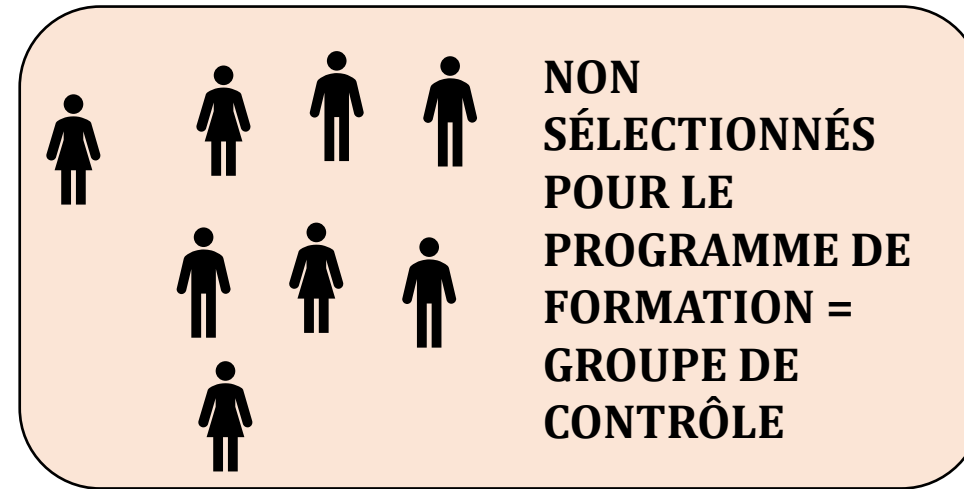 NON
SÉLECTIONNÉS
POUR LE
PROGRAMME DE
FORMATION =
GROUPE DE
CONTRÔLE